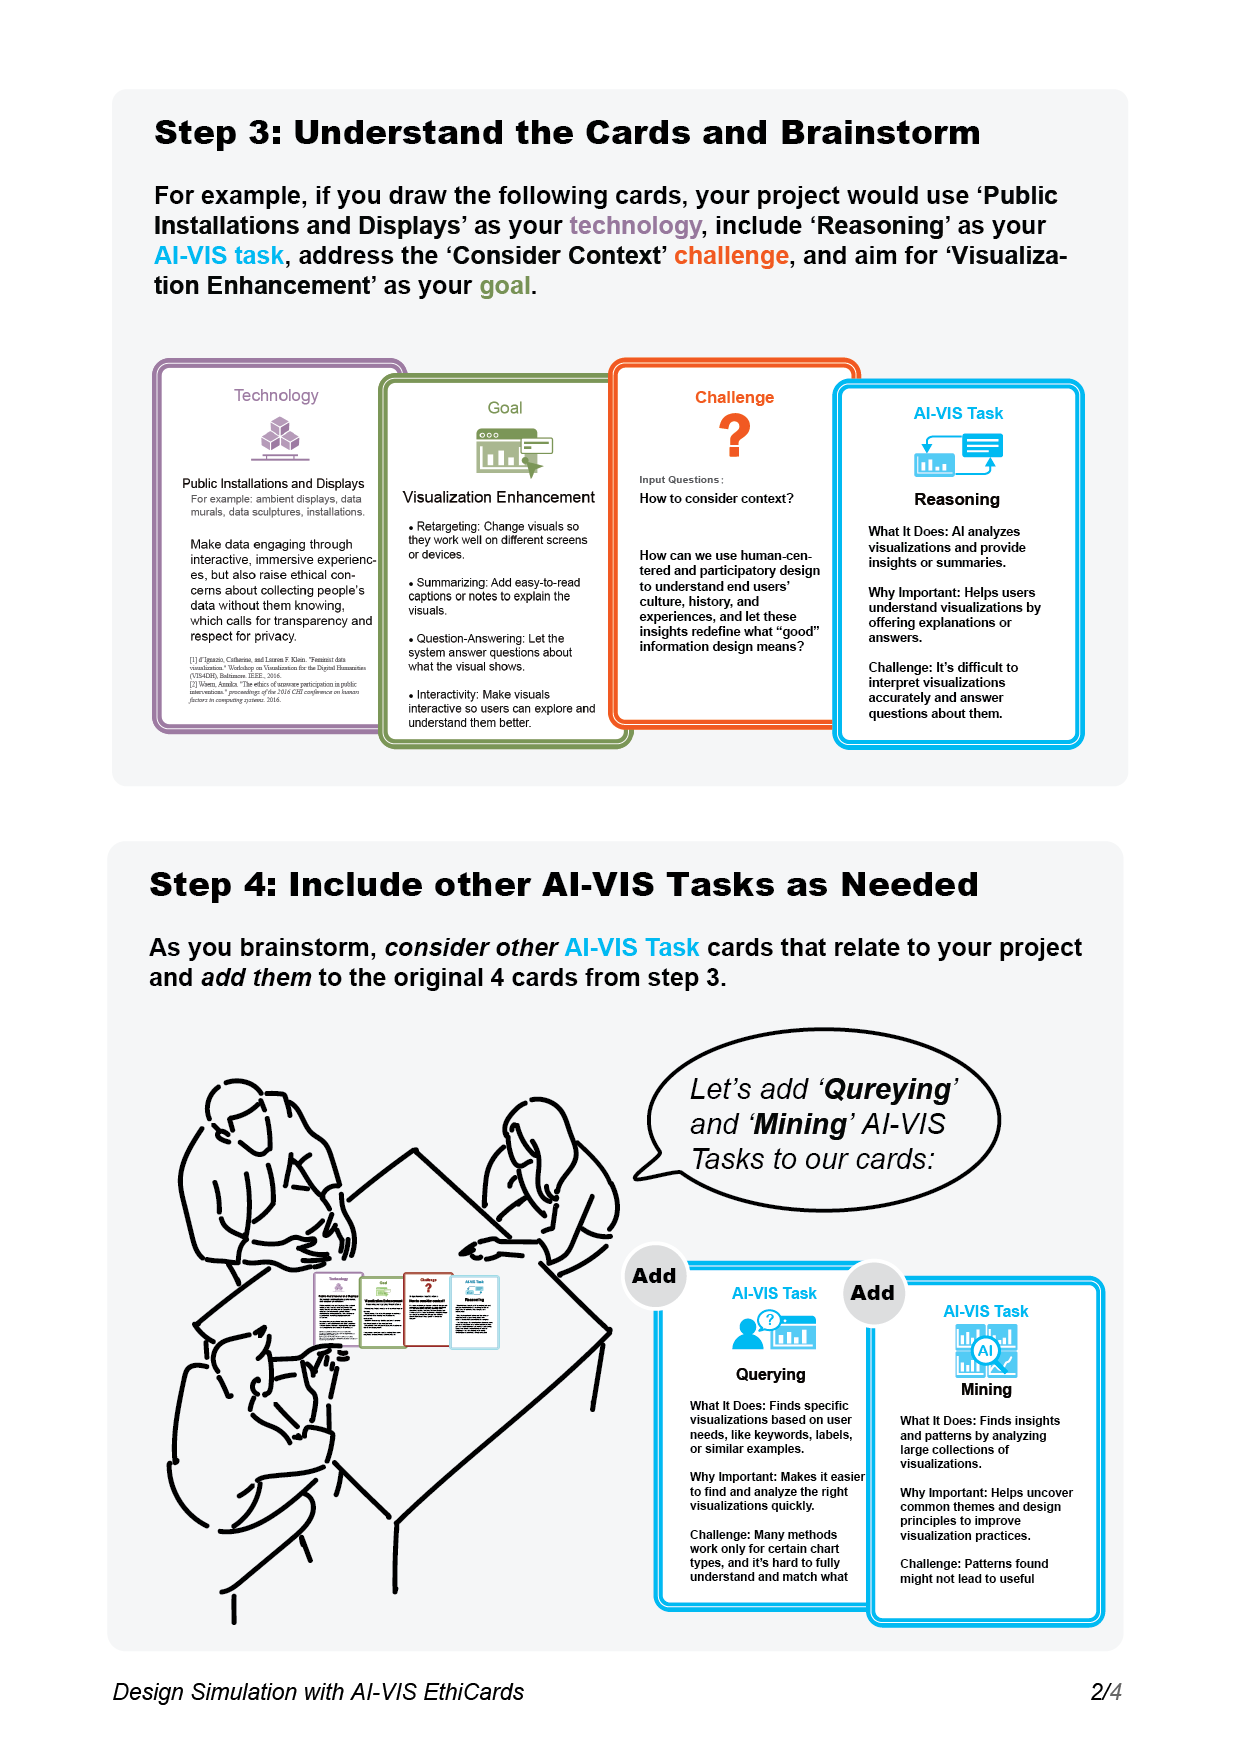 Step 3: Understand the Cards and Brainstorm
For example, if you draw the following cards, your project would use ‘Public
Installations and Displays’ as your technology, include ‘Reasoning’ as your
AI-VIS task, address the ‘Consider Context’ challenge, and aim for ‘Visualiza-
tion Enhancement’ as your goal.
Technology
Public Installations and Displays
For example: ambient displays, data
murals, data sculptures, installations.
Make data engaging through
interactive, immersive experienc-
es, but also raise ethical con-
cerns about collecting people’s
data without them knowing,
which calls for transparency and
respect for privacy.
[1] d’Ignazio, Catherine, and Lauren F. Klein. "Feminist data
visualization." Workshop on Visualization for the Digital Humanities
(VIS4DH), Baltimore. IEEE., 2016.
[2] Waern, Annika. "The ethics of unaware participation in public
interventions." proceedings of the 2016 CHI conference on human
factors in computing systems. 2016.
Goal
Visualization Enhancement
• Retargeting: Change visuals so
they work well on different screens
or devices.
• Summarizing: Add easy-to-read
captions or notes to explain the
visuals.
• Question-Answering: Let the
system answer questions about
what the visual shows.
• Interactivity: Make visuals
interactive so users can explore and
understand them better.
Challenge
?
Input Questions :
How to consider context?
How can we use human-cen-
tered and participatory design
to understand end users’
culture, history, and
experiences, and let these
insights redefine what “good”
information design means?
AI-VIS Task
Reasoning
What It Does: AI analyzes
visualizations and provide
insights or summaries.
Why Important: Helps users
understand visualizations by
offering explanations or
answers.
Challenge: It’s difficult to
interpret visualizations
accurately and answer
questions about them.
Step 4: Include other AI-VIS Tasks as Needed
As you brainstorm, consider other AI-VIS Task cards that relate to your project
and add them to the original 4 cards from step 3.
Let’s add ‘Qureying’
and ‘Mining’ AI-VIS
Tasks to our cards:
Technology
Goal
Challenge
?
AI-VIS Task
Reasoning
Add
AI-VIS Task
?
Querying
What It Does: Finds specific
visualizations based on user
needs, like keywords, labels,
or similar examples.
Why Important: Makes it easier
to find and analyze the right
visualizations quickly.
Challenge: Many methods
work only for certain chart
types, and it’s hard to fully
understand and match what
Add
AI-VIS Task
AI
Mining
What It Does: Finds insights
and patterns by analyzing
large collections of
visualizations.
Why Important: Helps uncover
common themes and design
principles to improve
visualization practices.
Challenge: Patterns found
might not lead to useful
Design Simulation with AI-VIS EthiCards
2/4